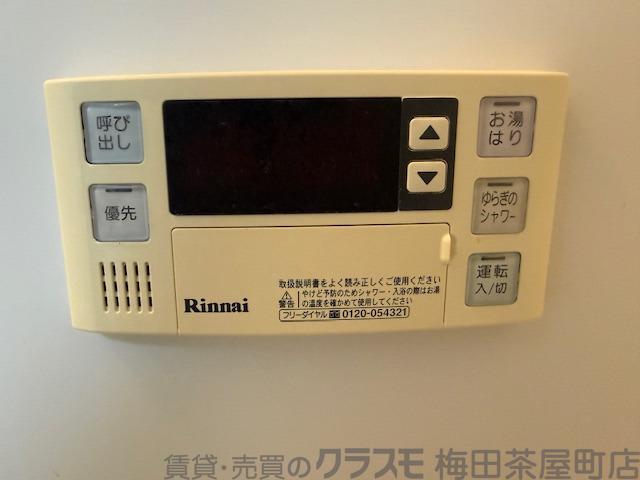 呼び
出し
優先
お湯
はり
ゆらぎの
シャワー
運転
入/切
Rinnai
取扱説明書をよく読み正しくご使用ください
警告
やけど予防のためシャワー・入浴の際はお湯
の温度を確かめて使用してください
フリーダイヤル 0120-054321
賃貸・売買のクラスモ 梅田茶屋町店